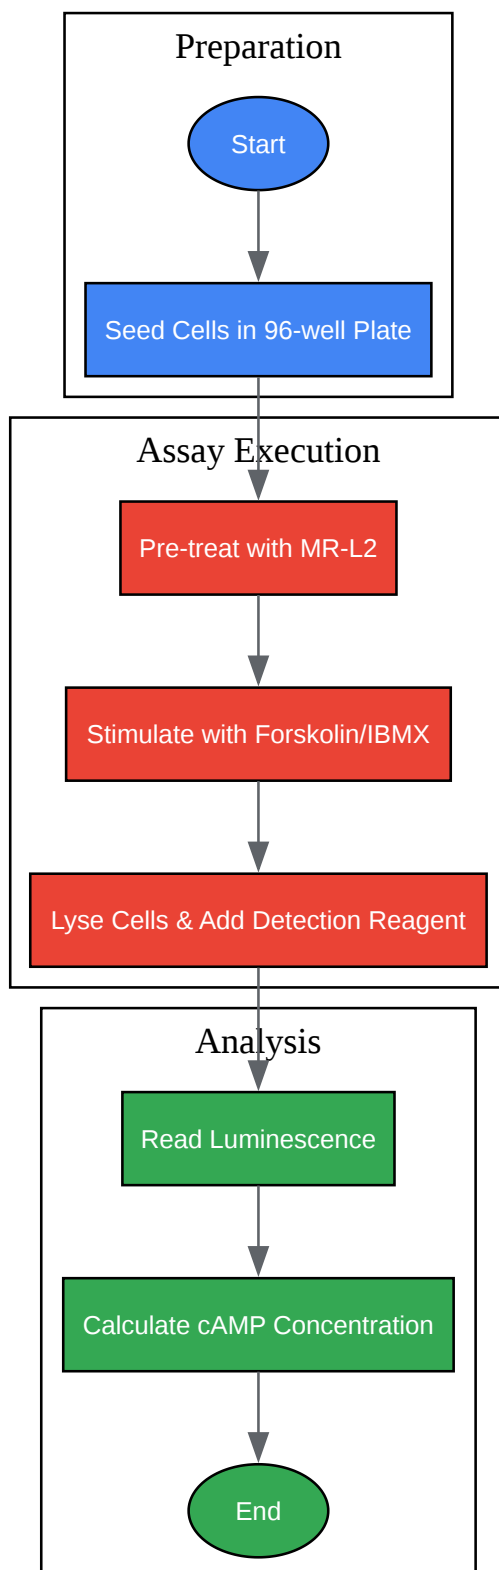 Preparation
Start
Seed Cells in 96-well Plate
Assay Execution
Pre-treat with MR-L2
Stimulate with Forskolin/IBMX
Lyse Cells & Add Detection Reagent
Analysis
Read Luminescence
Calculate cAMP Concentration
End